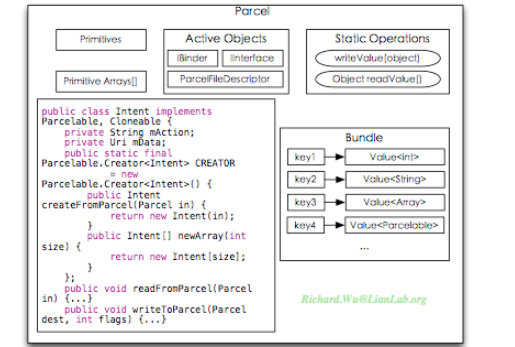 Parcel
Primitives
Primitive Arrays[]
Active Objects
IBinder
IInterface
ParcelFileDescriptor
Static Operations
writeValue(object)
Object readValue()
public class Intent implements
Parcelable, Cloneable {
private String mAction;
private Uri mData;
public static final
Parcelable.Creator<Intent> CREATOR
= new
Parcelable.Creator<Intent>() {
public Intent
createFromParcel(Parcel in) {
return new Intent(in);
}
public Intent[] newArray(int
size) {
return new Intent[size];
}
};
public void readFromParcel(Parcel
in) {...}
public void writeToParcel(Parcel
dest, int flags) {...}
Bundle
key1
Value<int>
key2
Value<String>
key3
Value<Array>
key4
Value<Parcelable>
...
Richard.Wu@LianLab.org